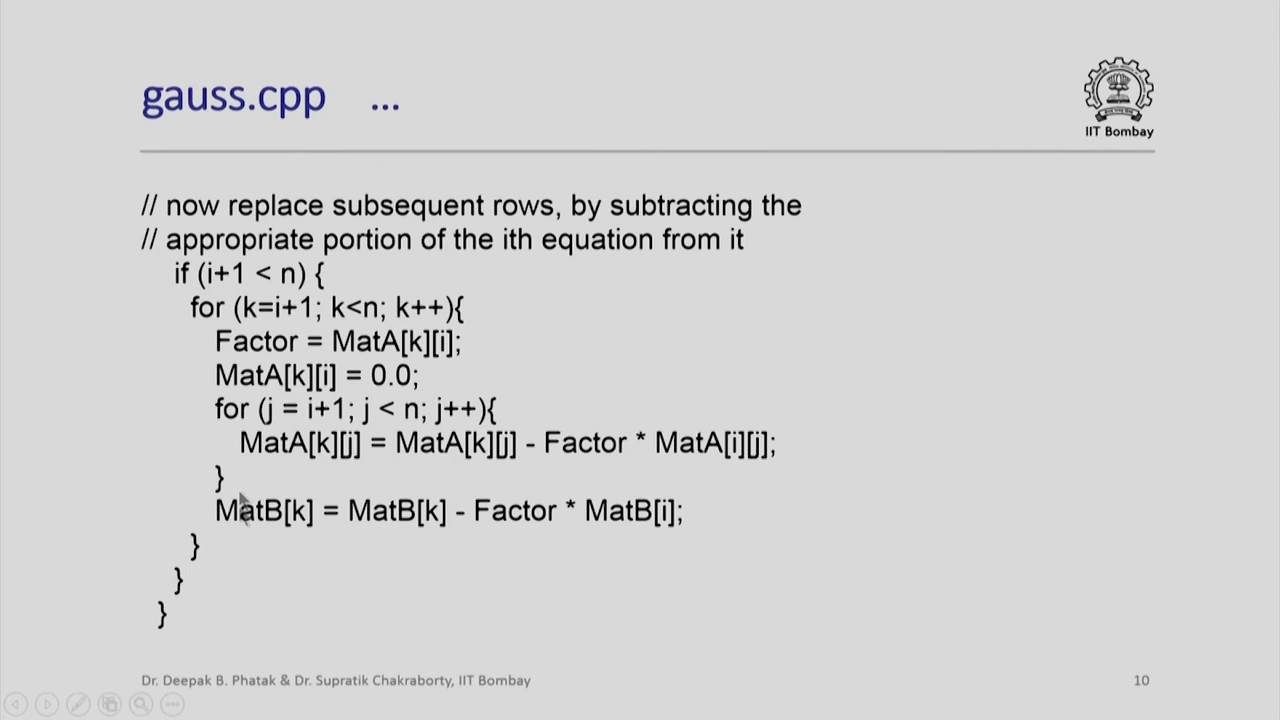 gauss.cpp ...
IIT Bombay
// now replace subsequent rows, by subtracting the
// appropriate portion of the ith equation from it
if (i+1 < n) {
for (k=i+1; k<n; k++){
Factor = MatA[k][i];
MatA[k][i] = 0.0;
for (j = i+1; j < n; j++){
MatA[k][j] = MatA[k][j] - Factor * MatA[i][j];
}
MatB[k] = MatB[k] - Factor * MatB[i];
}
}
}
Dr. Deepak B. Phatak & Dr. Supratik Chakraborty, IIT Bombay
10